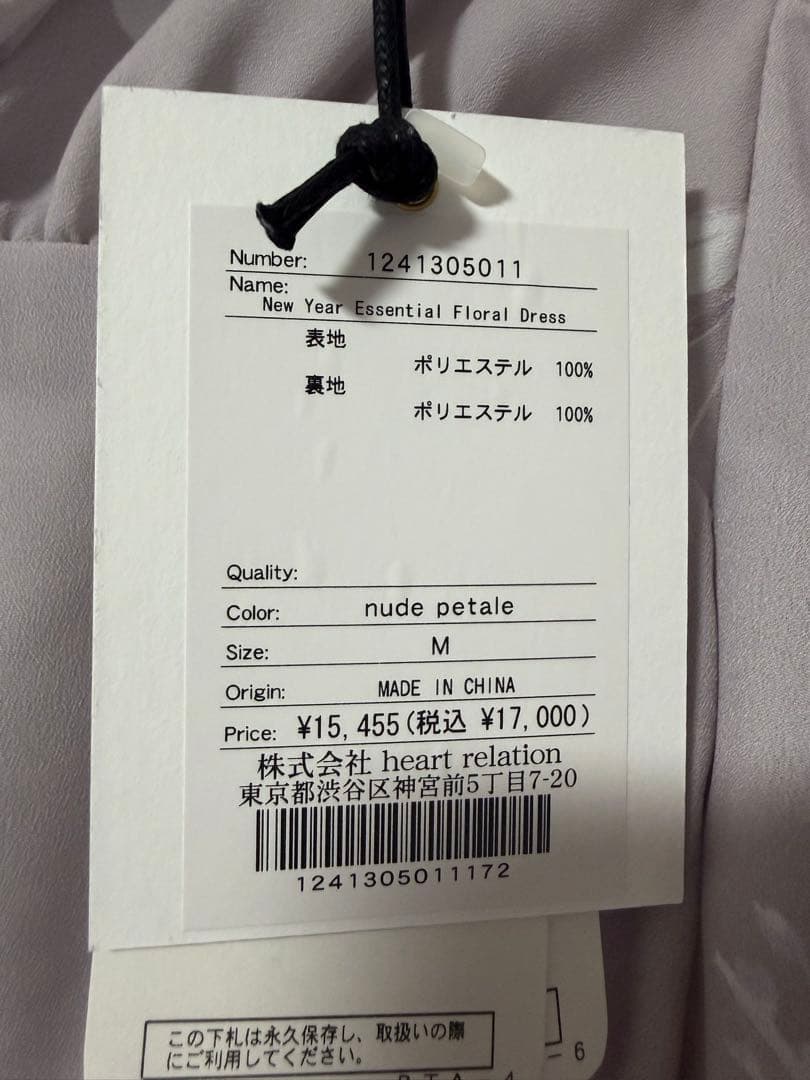 Number: 1241305011
Name:
New Year Essential Floral Dress
表地
ポリエステル 100%
裏地
ポリエステル 100%
Quality:
Color: nude petale
Size: M
Origin: MADE IN CHINA
Price: ¥15,455(税込 ¥17,000)
株式会社 heart relation
東京都渋谷区神宮前5丁目7-20
1241305011172
この下札は永久保存し、取扱いの際
にご利用してください。
-6